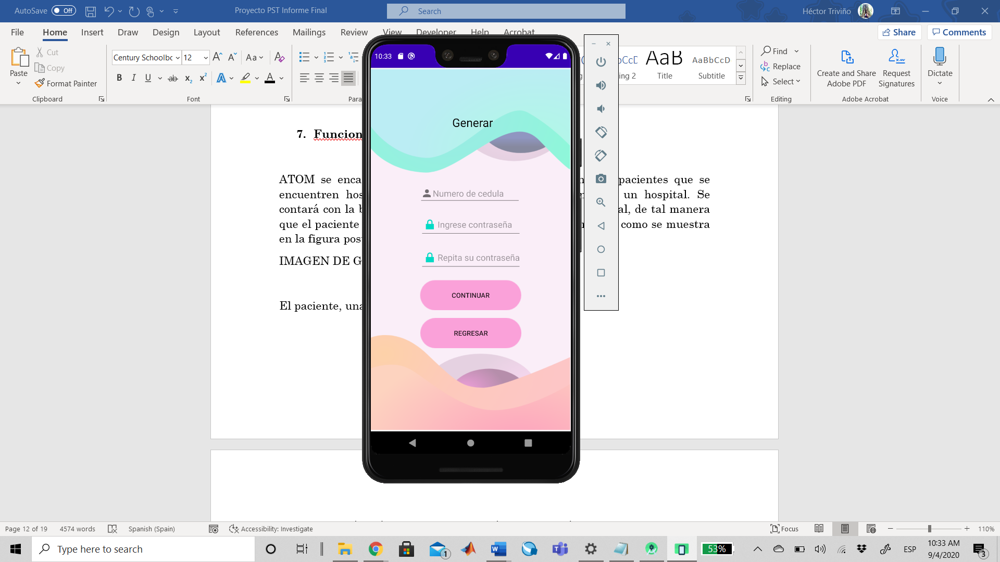 AutoSave Off
Proyecto PST Informe Final
Search
Héctor Triviño
File Home Insert Draw Design Layout References Mailings Review View Developer Help Acrobat
Share Comments
Paste
Cut
Copy
Format Painter
Clipboard
Century Schoolbc 12
Font
Para
AaB
AaBbCcD
ing 2
Title
Subtitle
Find
Replace
Select
Editing
Create and Share
Adobe PDF
Request
Signatures
Adobe Acrobat
Dictate
Voice
7. Funcion
ATOM se enca
pacientes que se
encuentren hos
un hospital. Se
contará con la b
al, de tal manera
que el paciente
como se muestra
en la figura post
IMAGEN DE G
El paciente, una
10:33
Generar
Numero de cedula
Ingrese contraseña
Repita su contraseña
CONTINUAR
REGRESAR
Page 12 of 19 4574 words Spanish (Spain) Accessibility: Investigate
Focus
110%
Type here to search
1
53%
ESP
10:33 AM
9/4/2020
3